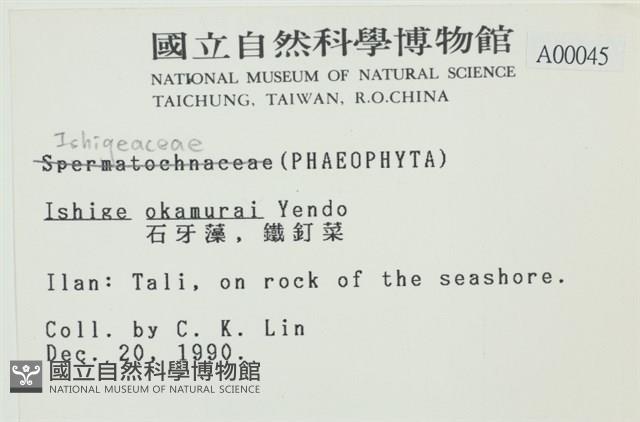 國立自然科學博物館
A00045
NATIONAL MUSEUM OF NATURAL SCIENCE
TAICHUNG, TAIWAN, R.O.CHINA
Ishigeaceae
Spermatochnaceae (PHAEOPHYTA)
Ishige okamurai Yendo
石牙藻, 鐵釘菜
Ilan: Tali, on rock of the seashore.
Coll. by C. K. Lin
Dec. 20, 1990.
國立自然科學博物館
NATIONAL MUSEUM OF NATURAL SCIENCE